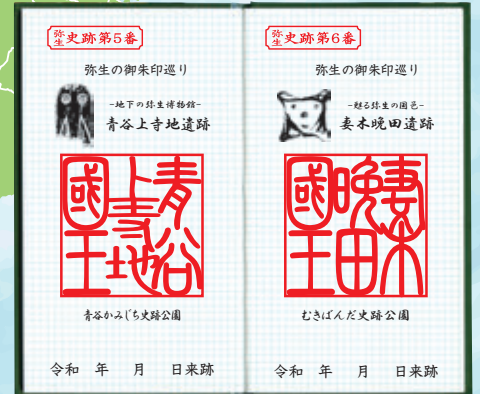 弥生史跡第5番
弥生の御朱印巡り
-地下の弥生博物館-
青谷上寺地遺跡
青谷上寺地國王
青谷かみじち史跡公園
令和 年 月 日来跡
弥生史跡第6番
弥生の御朱印巡り
-甦る弥生の国邑-
妻木晩田遺跡
妻木晩田國王
むきばんだ史跡公園
令和 年 月 日来跡